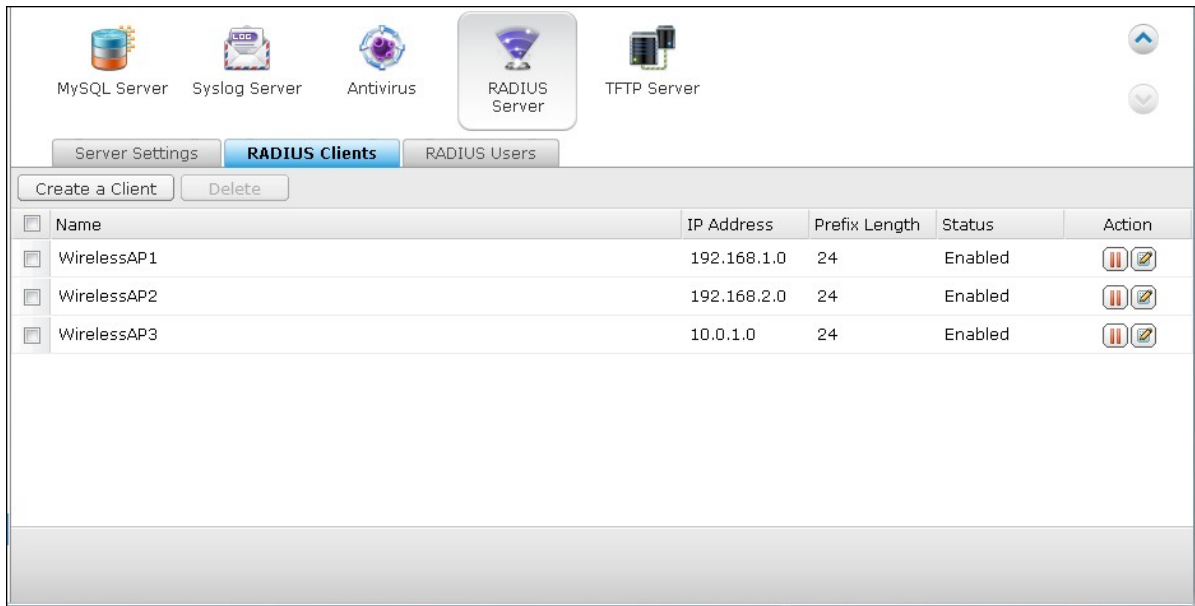 MySQL Server Syslog Server Antivirus RADIUS Server TFTP Server
Server Settings RADIUS Clients RADIUS Users
Create a Client Delete
Name IP Address Prefix Length Status Action
WirelessAP1 192.168.1.0 24 Enabled
WirelessAP2 192.168.2.0 24 Enabled
WirelessAP3 10.0.1.0 24 Enabled